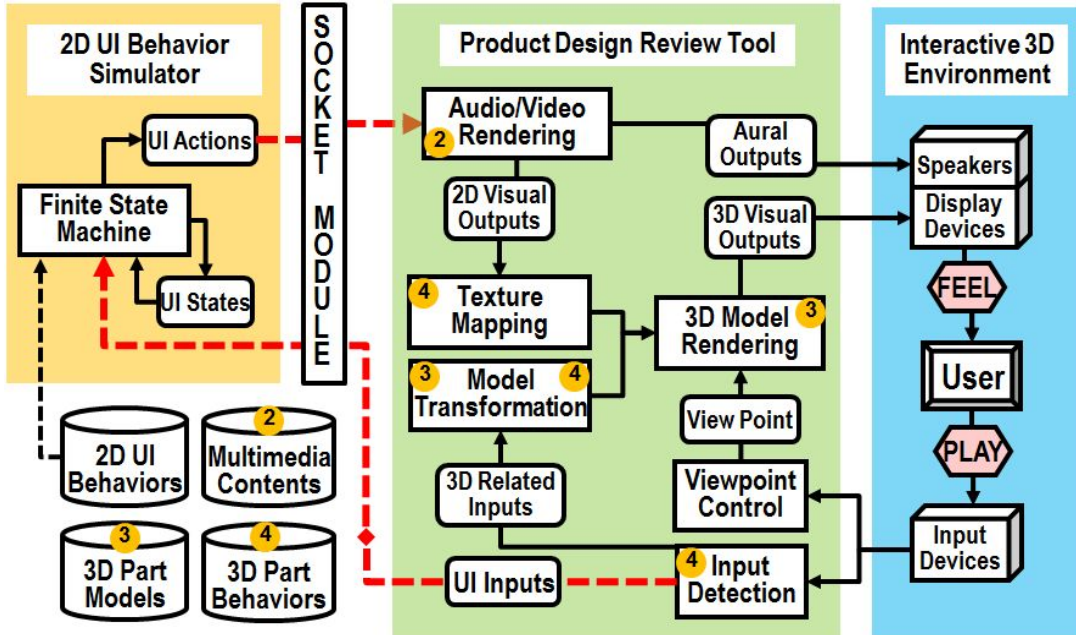 2D UI Behavior
Simulator
UI Actions
Finite State
Machine
UI States
SOCKET MODULE
Product Design Review Tool
Audio/Video
Rendering
2
Aural
Outputs
2D Visual
Outputs
3D Visual
Outputs
4
Texture
Mapping
3D Model
Rendering
3
3
4
Model
Transformation
View Point
3D Related
Inputs
Viewpoint
Control
UI Inputs
4
Input
Detection
Interactive 3D
Environment
Speakers
Display
Devices
FEEL
User
PLAY
Input
Devices
2D UI
Behaviors
2
Multimedia
Contents
3
3D Part
Models
4
3D Part
Behaviors